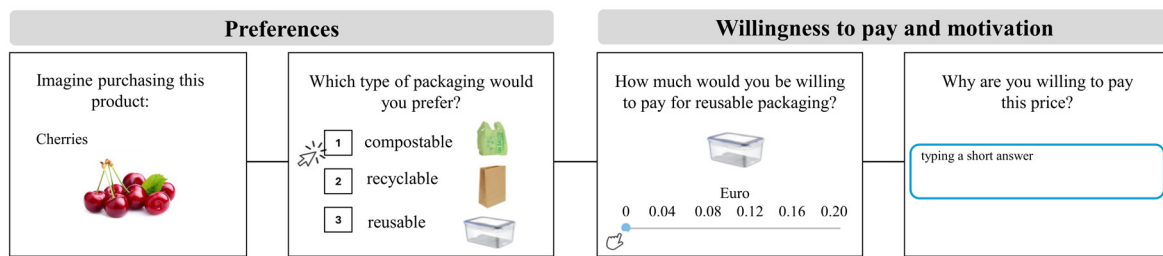 Preferences
Willingness to pay and motivation
Imagine purchasing this
product:
Cherries
Which type of packaging would
you prefer?
1 compostable
2 recyclable
3 reusable
How much would you be willing
to pay for reusable packaging?
Euro
0 0.04 0.08 0.12 0.16 0.20
Why are you willing to pay
this price?
typing a short answer